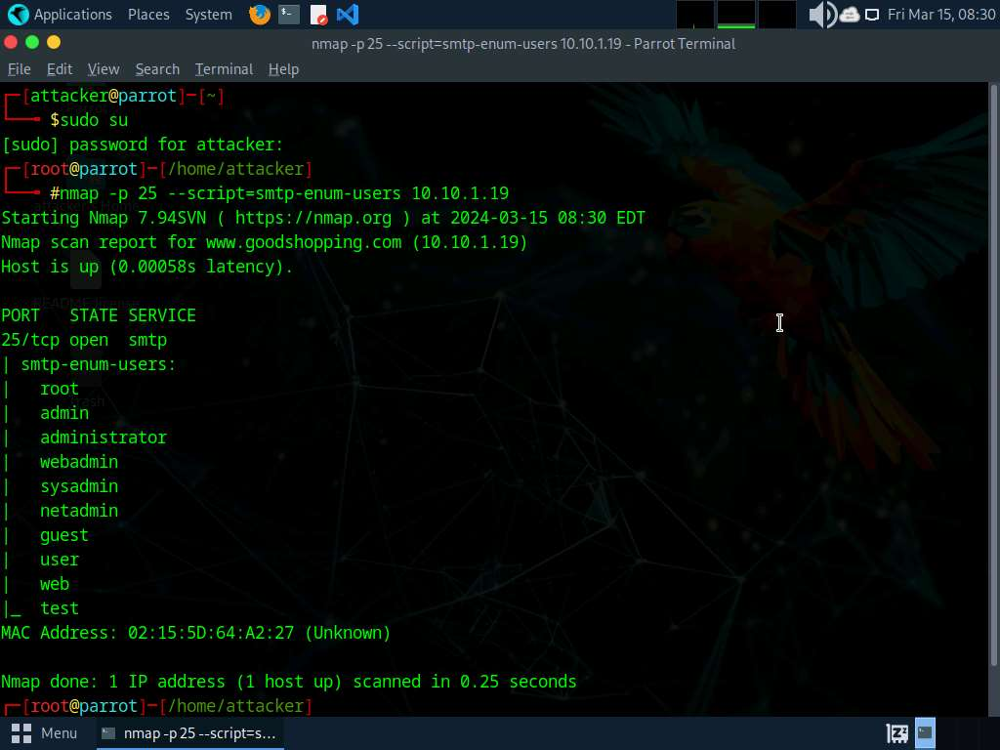 Applications Places System Fri Mar 15, 08:30
nmap -p 25 --script=smtp-enum-users 10.10.1.19 - Parrot Terminal
File Edit View Search Terminal Help
┌─[attacker@parrot]─[~]
└──╼ $sudo su
[sudo] password for attacker:
┌─[root@parrot]─[/home/attacker]
└──╼ #nmap -p 25 --script=smtp-enum-users 10.10.1.19
Starting Nmap 7.94SVN ( https://nmap.org ) at 2024-03-15 08:30 EDT
Nmap scan report for www.goodshopping.com (10.10.1.19)
Host is up (0.00058s latency).
PORT   STATE SERVICE
25/tcp open  smtp
| smtp-enum-users:
|   root
|   admin
|   administrator
|   webadmin
|   sysadmin
|   netadmin
|   guest
|   user
|   web
|_  test
MAC Address: 02:15:5D:64:A2:27 (Unknown)
Nmap done: 1 IP address (1 host up) scanned in 0.25 seconds
┌─[root@parrot]─[/home/attacker]
Menu nmap -p 25 --script=s...